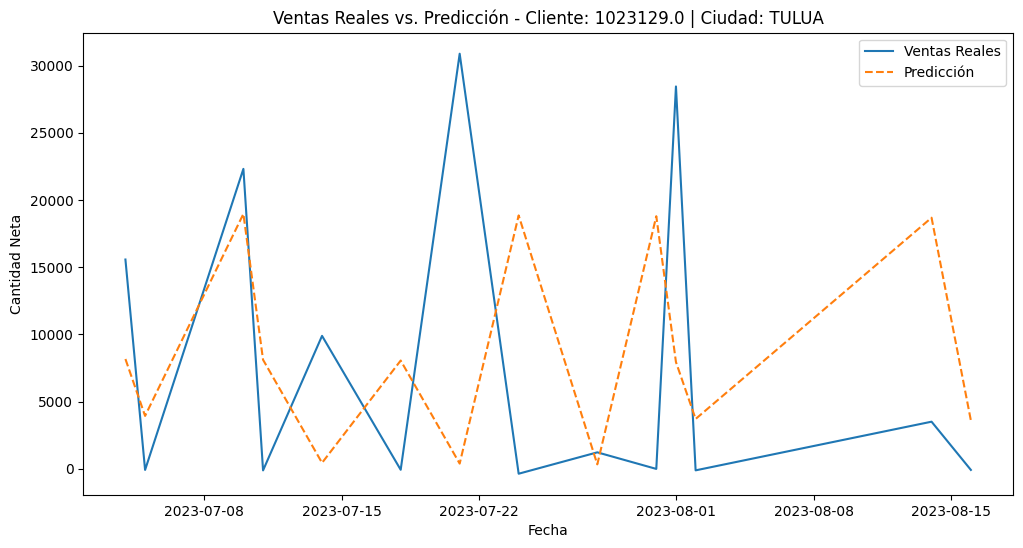 Ventas Reales vs. Predicción - Cliente: 1023129.0 | Ciudad: TULUA
Ventas Reales
Predicción
30000
25000
20000
15000
10000
5000
0
Cantidad Neta
2023-07-08
2023-07-15
2023-07-22
2023-08-01
2023-08-08
2023-08-15
Fecha